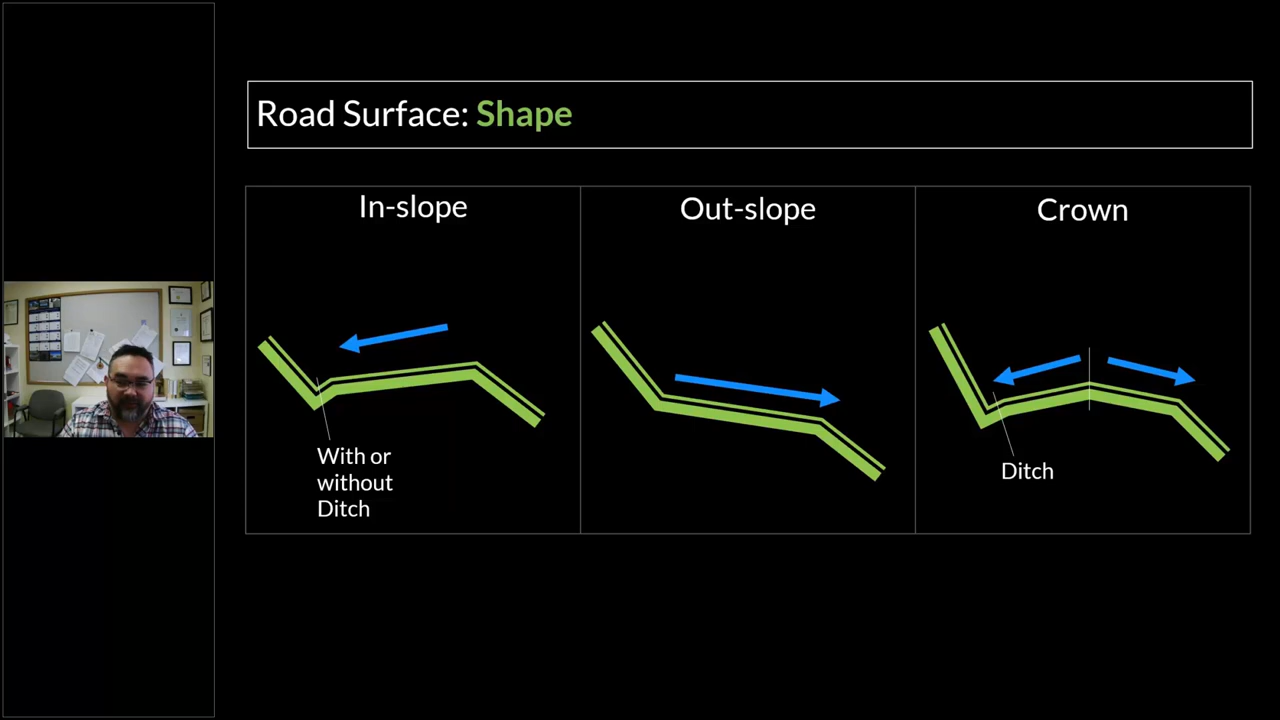 Road Surface: Shape
In-slope
Out-slope
Crown
With or
without
Ditch
Ditch